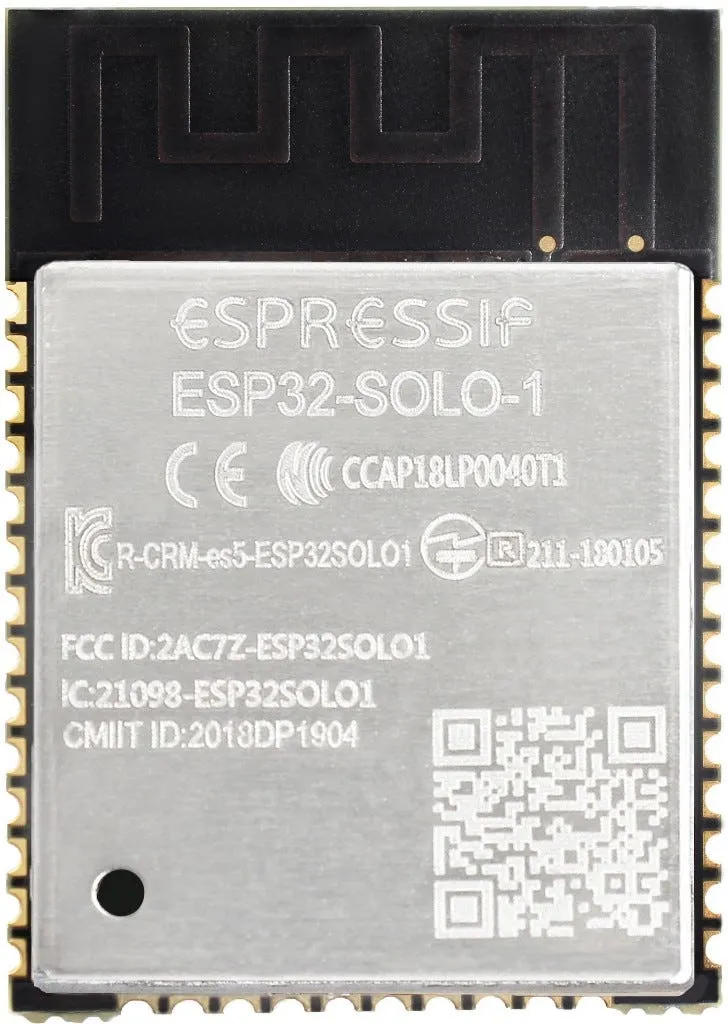 ESPRESSIF
ESP32-SOLO-1
CE CCAP18LP0040T1
R-CRM-es5-ESP32SOLO1 R 211-180105
FCC ID:2AC7Z-ESP32SOLO1
IC:21098-ESP32SOLO1
CMIIT ID:2018DP1904